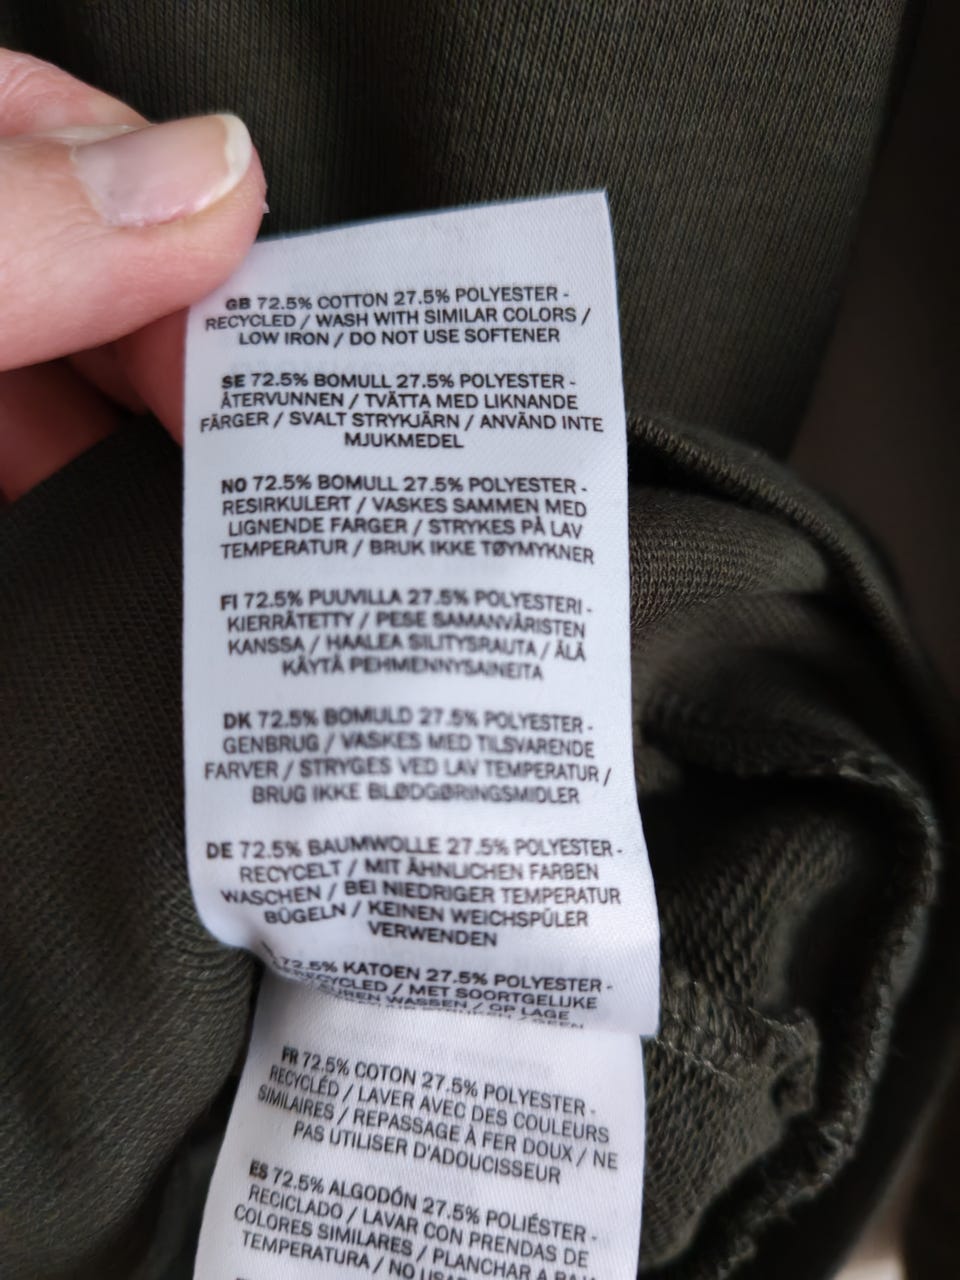 GB 72.5% COTTON 27.5% POLYESTER -
RECYCLED / WASH WITH SIMILAR COLORS /
LOW IRON / DO NOT USE SOFTENER
SE 72.5% BOMULL 27.5% POLYESTER -
ÅTERVUNNEN / TVÄTTA MED LIKNANDE
FÄRGER / SVALT STRYKJÄRN / ANVÄND INTE
MJUKMEDEL
NO 72.5% BOMULL 27.5% POLYESTER -
RESIRKULERT / VASKES SAMMEN MED
LIGNENDE FARGER / STRYKES PÅ LAV
TEMPERATUR / BRUK IKKE TØYMYKNER
FI 72.5% PUUVILLA 27.5% POLYESTERI -
KIERRÄTETTY / PESE SAMANVÄRISTEN
KANSSA / HAALEA SILITYSRAUTA / ÄLÄ
KÄYTÄ PEHMENNYSAINEITA
DK 72.5% BOMULD 27.5% POLYESTER -
GENBRUG / VASKES MED TILSVARENDE
FARVER / STRYGES VED LAV TEMPERATUR /
BRUG IKKE BLØDGØRINGSMIDLER
DE 72.5% BAUMWOLLE 27.5% POLYESTER -
RECYCELT / MIT ÄHNLICHEN FARBEN
WASCHEN / BEI NIEDRIGER TEMPERATUR
BÜGELN / KEINEN WEICHSPÜLER
VERWENDEN
72.5% KATOEN 27.5% POLYESTER -
RECYCLED / MET SOORTGELIJKE
WASSEN / OP LAGE
FR 72.5% COTON 27.5% POLYESTER -
RECYCLÉD / LAVER AVEC DES COULEURS
SIMILAIRES / REPASSAGE À FER DOUX / NE
PAS UTILISER D'ADOUCISSEUR
ES 72.5% ALGODÓN 27.5% POLIÉSTER -
RECICLADO / LAVAR CON PRENDAS DE
COLORES SIMILARES / PLANCHAR A BAJA
TEMPERATURA / NO USAR